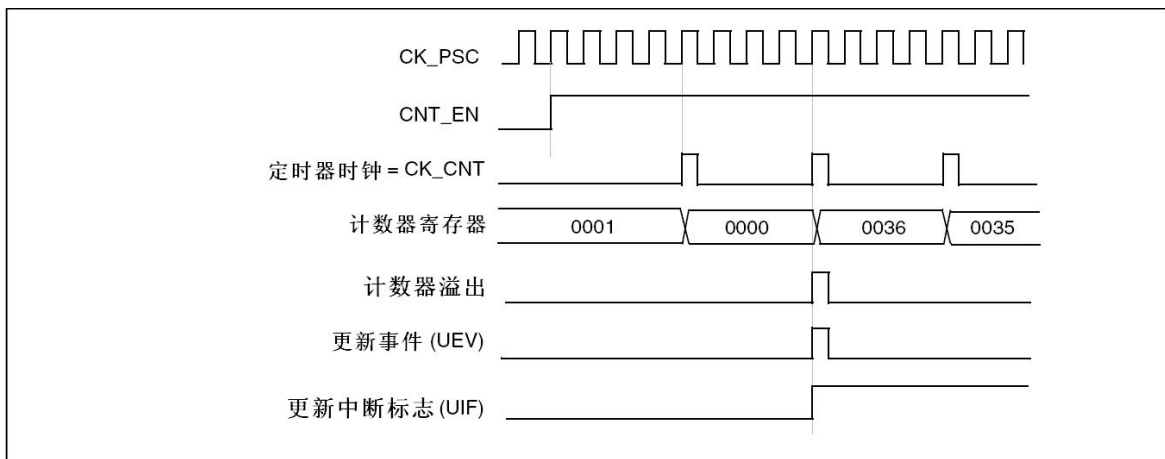 CK_PSC
CNT_EN
定时器时钟 = CK_CNT
计数器寄存器 0001 0000 0036 0035
计数器溢出
更新事件 (UEV)
更新中断标志 (UIF)